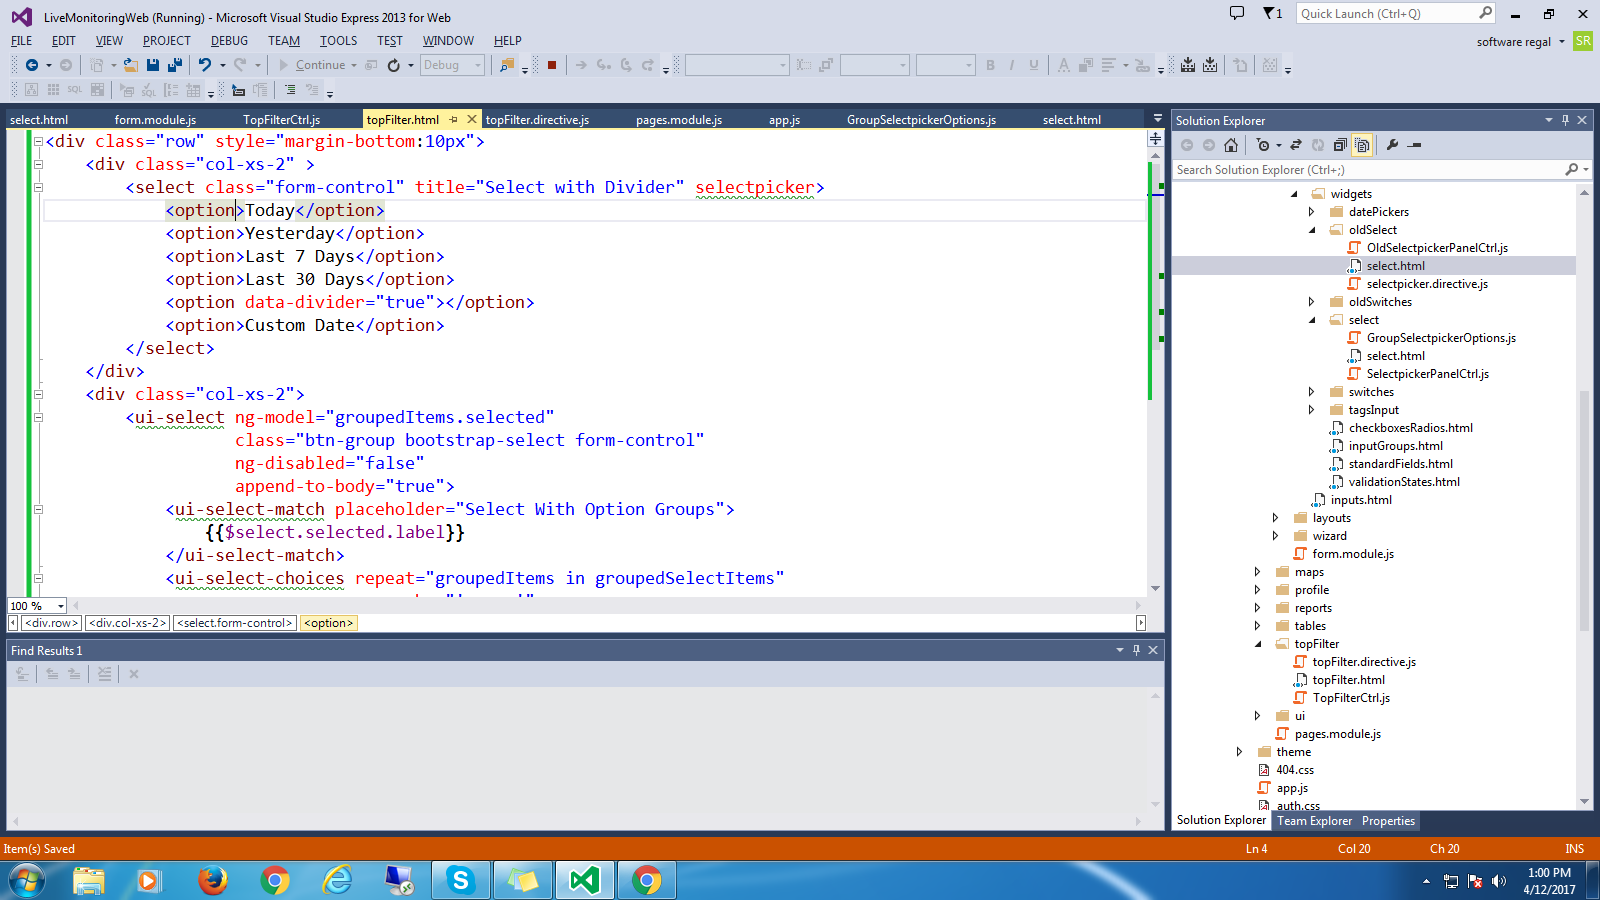 LiveMonitoringWeb (Running) - Microsoft Visual Studio Express 2013 for Web
1
Quick Launch (Ctrl+Q)
FILE EDIT VIEW PROJECT DEBUG TEAM TOOLS TEST WINDOW HELP
software regal SR
Continue Debug
B I U A
SQL SQL
select.html form.module.js TopFilterCtrl.js topFilter.html topFilter.directive.js pages.module.js app.js GroupSelectpickerOptions.js select.html
<div class="row" style="margin-bottom:10px">
<div class="col-xs-2" >
<select class="form-control" title="Select with Divider" selectpicker>
<option>Today</option>
<option>Yesterday</option>
<option>Last 7 Days</option>
<option>Last 30 Days</option>
<option data-divider="true"></option>
<option>Custom Date</option>
</select>
</div>
<div class="col-xs-2">
<ui-select ng-model="groupedItems.selected"
class="btn-group bootstrap-select form-control"
ng-disabled="false"
append-to-body="true">
<ui-select-match placeholder="Select With Option Groups">
{{$select.selected.label}}
</ui-select-match>
<ui-select-choices repeat="groupedItems in groupedSelectItems"
100 %
<div.row> <div.col-xs-2> <select.form-control> <option>
Find Results 1
Solution Explorer
Search Solution Explorer (Ctrl+;)
widgets
datePickers
oldSelect
OldSelectpickerPanelCtrl.js
select.html
selectpicker.directive.js
oldSwitches
select
GroupSelectpickerOptions.js
select.html
SelectpickerPanelCtrl.js
switches
tagsInput
checkboxesRadios.html
inputGroups.html
standardFields.html
validationStates.html
inputs.html
layouts
wizard
form.module.js
maps
profile
reports
tables
topFilter
topFilter.directive.js
topFilter.html
TopFilterCtrl.js
ui
pages.module.js
theme
404.css
app.js
auth.css
Solution Explorer Team Explorer Properties
Item(s) Saved Ln 4 Col 20 Ch 20 INS
1:00 PM
4/12/2017